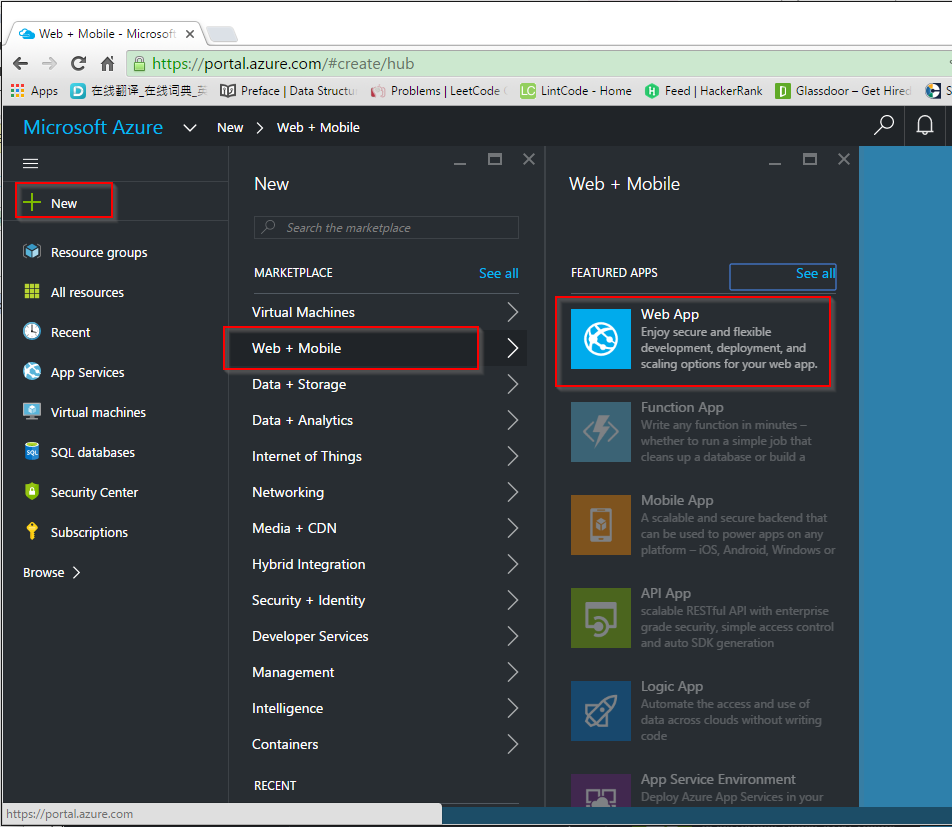 Web + Mobile - Microsoft
https://portal.azure.com/#create/hub
Apps
在线翻译_在线词典_英
Preface | Data Structu
Problems | LeetCode
LintCode - Home
Feed | HackerRank
Glassdoor – Get Hired
S
Microsoft Azure
New > Web + Mobile
New
Resource groups
All resources
Recent
App Services
Virtual machines
SQL
SQL databases
Security Center
Subscriptions
Browse >
New
Search the marketplace
MARKETPLACE
See all
Virtual Machines
Web + Mobile
Data + Storage
Data + Analytics
Internet of Things
Networking
Media + CDN
Hybrid Integration
Security + Identity
Developer Services
Management
Intelligence
Containers
RECENT
Web + Mobile
FEATURED APPS
See all
Web App
Enjoy secure and flexible
development, deployment, and
scaling options for your web app.
Function App
Write any function in minutes –
whether to run a simple job that
cleans up a database or build a
Mobile App
A scalable and secure backend that
can be used to power apps on any
platform – iOS, Android, Windows or
API App
scalable RESTful API with enterprise
grade security, simple access control
and auto SDK generation
Logic App
Automate the access and use of
data across clouds without writing
code
App Service Environment
Deploy Azure App Services in your
https://portal.azure.com